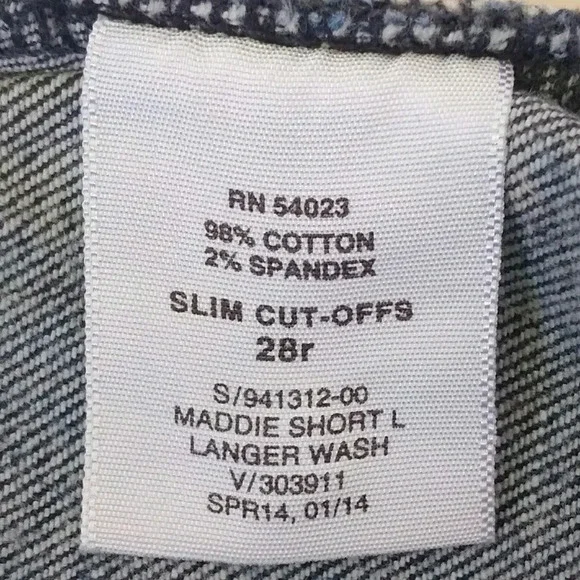 RN 54023
98% COTTON
2% SPANDEX
SLIM CUT-OFFS
28r
S/941312-00
MADDIE SHORT L
LANGER WASH
V/303911
SPR14, 01/14